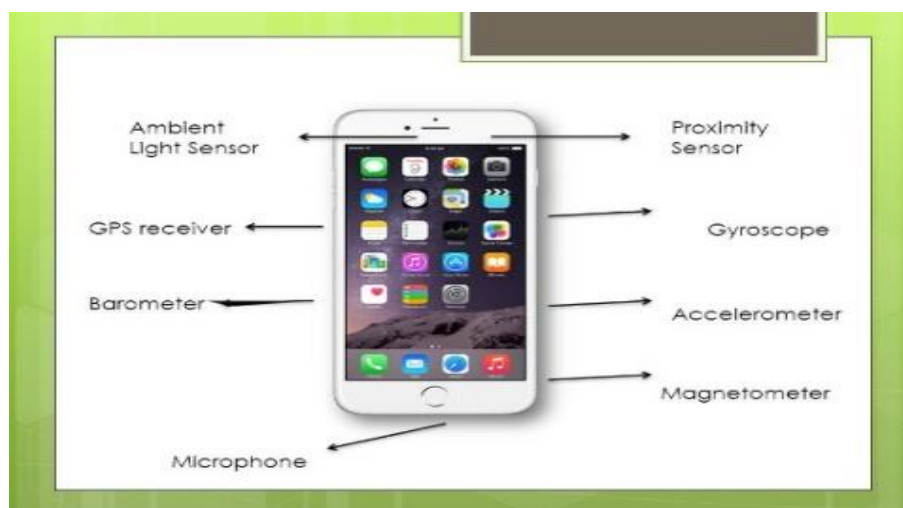 Ambient
Light Sensor
Proximity
Sensor
GPS receiver
Gyroscope
Barometer
Accelerometer
Magnetometer
Microphone